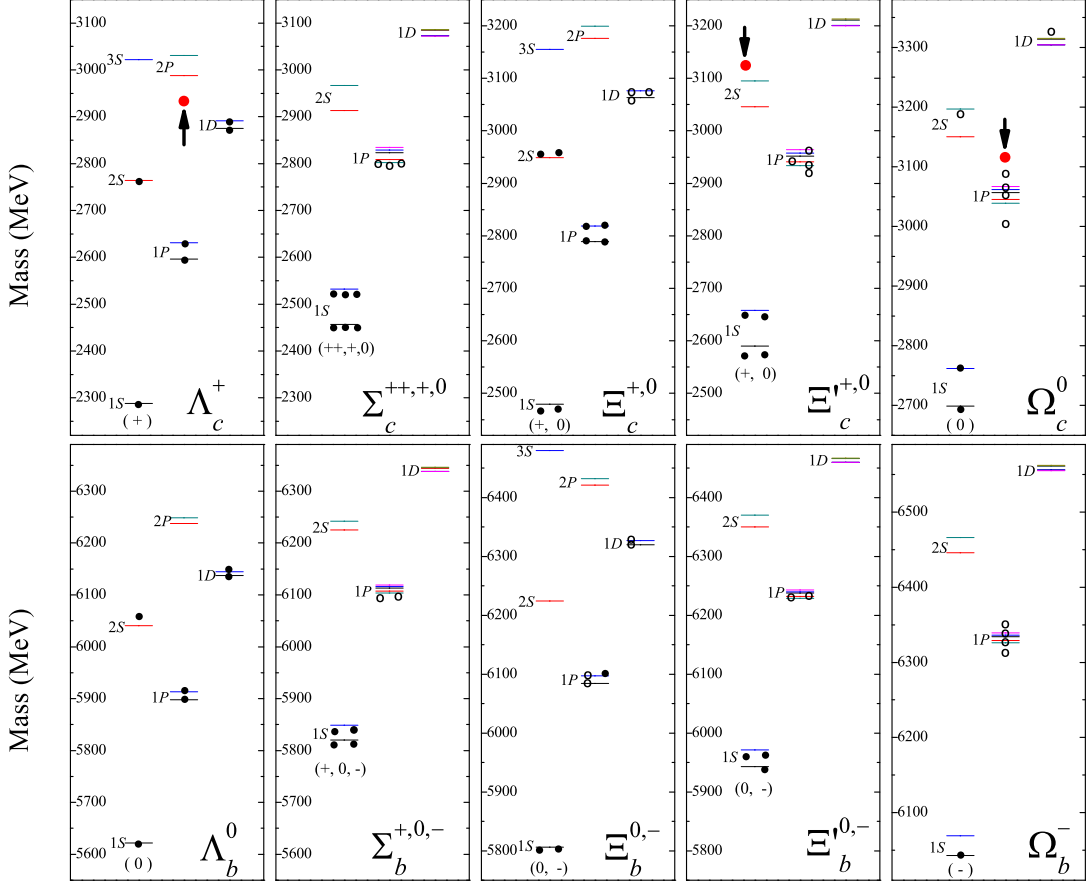 Mass (MeV)
3100
3000
2900
2800
2700
2600
2500
2400
2300
3S
2P
1D
2S
1P
1S
(+)
Λc+
3100
3000
2900
2800
2700
2600
2500
2400
2300
1D
2S
1P
1S
(++,+,0)
Σc++,+,0
3200
3100
3000
2900
2800
2700
2600
2500
3S
2P
1D
2S
1P
1S
(+, 0)
Ξc+,0
3200
3100
3000
2900
2800
2700
2600
2500
1D
2S
1P
1S
(+, 0)
Ξ'c+,0
3300
3200
3100
3000
2900
2800
2700
1D
2S
1P
1S
(0)
Ωc0
Mass (MeV)
6300
6200
6100
6000
5900
5800
5700
5600
2P
1D
2S
1P
1S
(0)
Λb0
6300
6200
6100
6000
5900
5800
5700
5600
1D
2S
1P
1S
(+, 0, -)
Σb+,0,−
6400
6300
6200
6100
6000
5900
5800
3S
2P
1D
2S
1P
1S
(0, -)
Ξb0,−
6400
6300
6200
6100
6000
5900
5800
1D
2S
1P
1S
(0, -)
Ξ'b0,−
6500
6400
6300
6200
6100
1D
2S
1P
1S
(-)
Ωb−